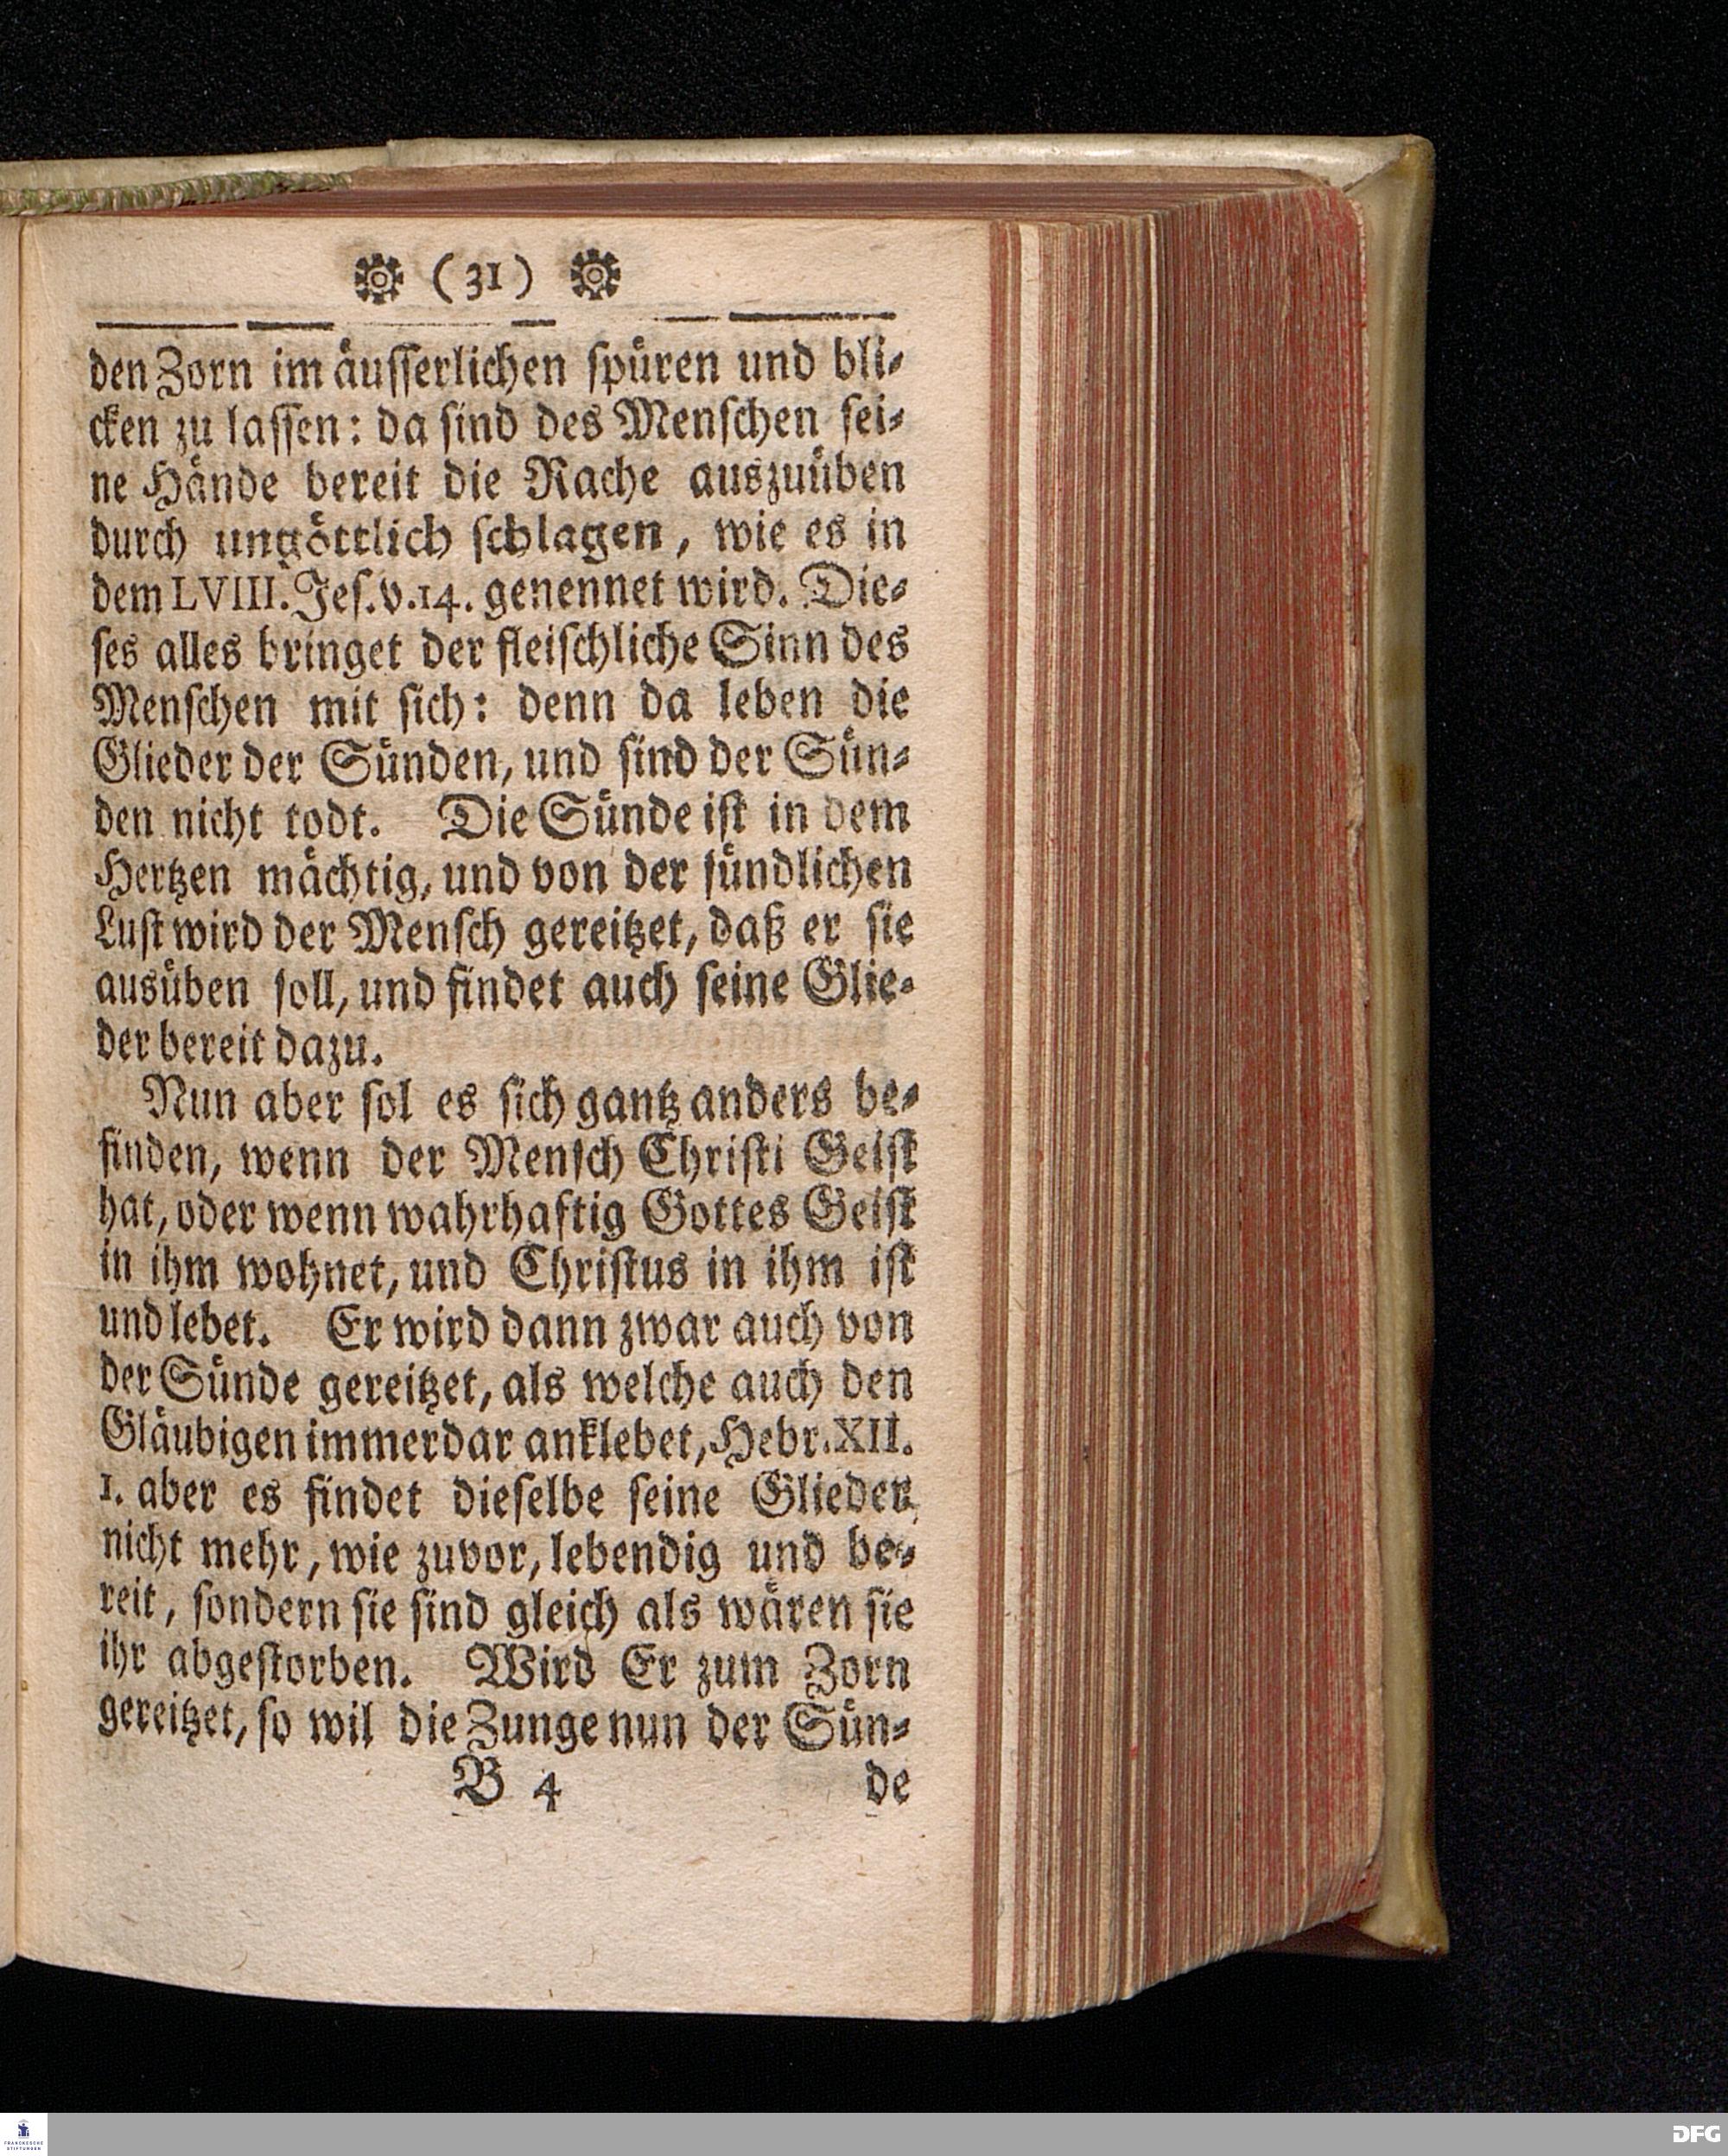 ( 31 )
den Zorn im äusserlichen spüren und bli-
cken zu lassen: da sind des Menschen sei-
ne Hände bereit die Rache auszuüben
durch ungöttlich schlagen, wie es in
dem LVIII. Jes. v. 14. genennet wird. Die-
ses alles bringet der fleischliche Sinn des
Menschen mit sich: denn da leben die
Glieder der Sünden, und sind der Sün-
den nicht todt. Die Sünde ist in dem
Hertzen mächtig, und von der sündlichen
Lust wird der Mensch gereitzet, daß er sie
ausüben soll, und findet auch seine Glie-
der bereit dazu.
Nun aber sol es sich gantz anders be-
finden, wenn der Mensch Christi Geist
hat, oder wenn wahrhaftig Gottes Geist
in ihm wohnet, und Christus in ihm ist
und lebet. Er wird dann zwar auch von
der Sünde gereitzet, als welche auch den
Gläubigen immerdar anklebet, Hebr. XII.
1. aber es findet dieselbe seine Glieder
nicht mehr, wie zuvor, lebendig und be-
reit, sondern sie sind gleich als wären sie
ihr abgestorben. Wird Er zum Zorn
gereitzet, so wil die Zunge nun der Sün-
B 4 de
FRANCKESCHE
STIFTUNGEN
DFG